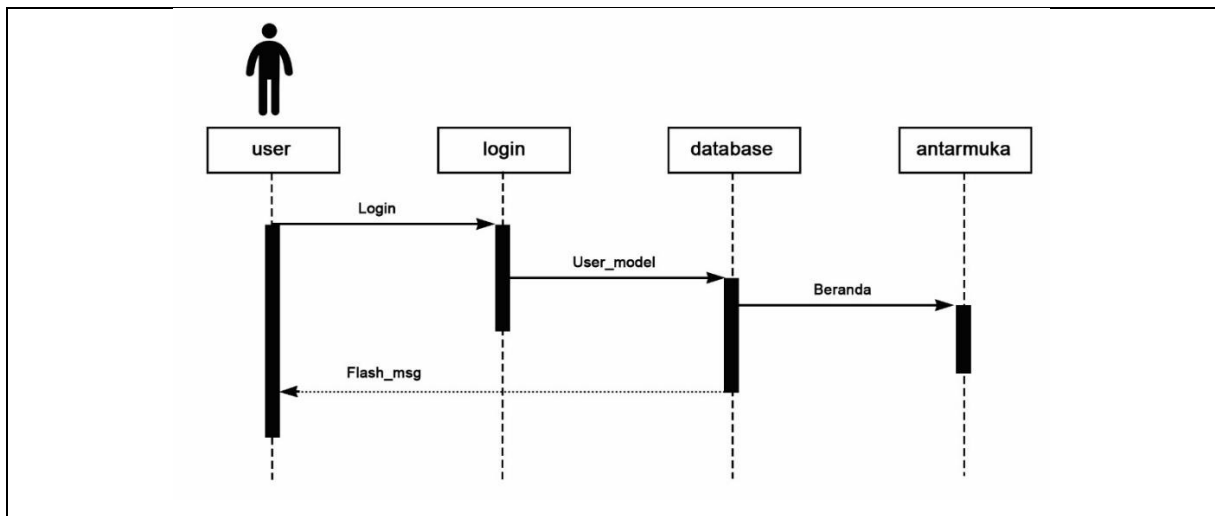 user
login
database
antarmuka
Login
User_model
Beranda
Flash_msg